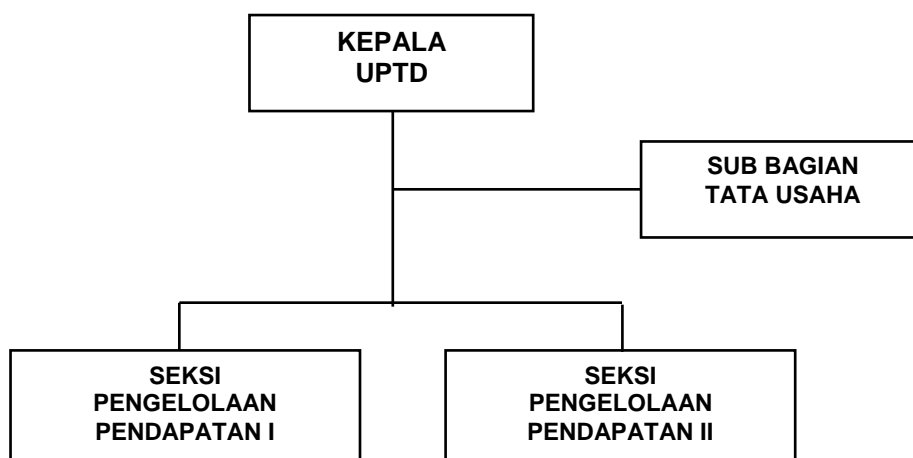 KEPALA
UPTD
SUB BAGIAN
TATA USAHA
SEKSI
PENGELOLAAN
PENDAPATAN I
SEKSI
PENGELOLAAN
PENDAPATAN II